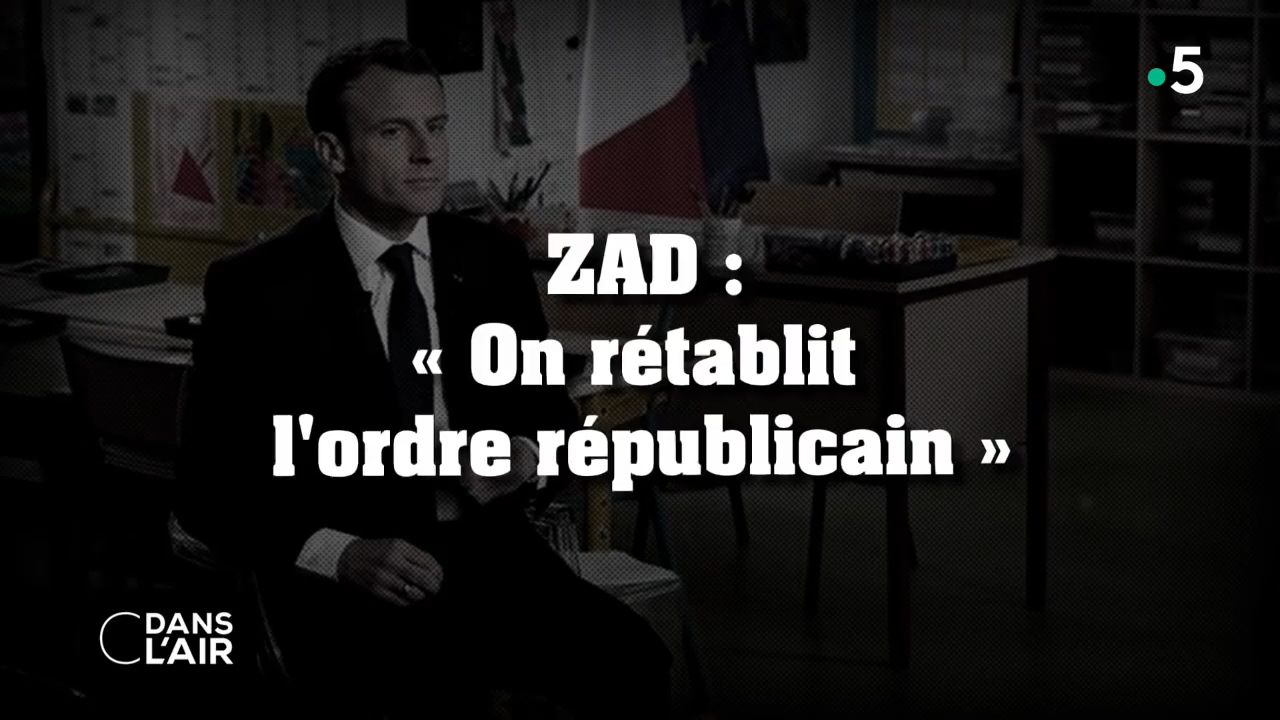 5
ZAD :
« On rétablit
l'ordre républicain »
C DANS
L'AIR